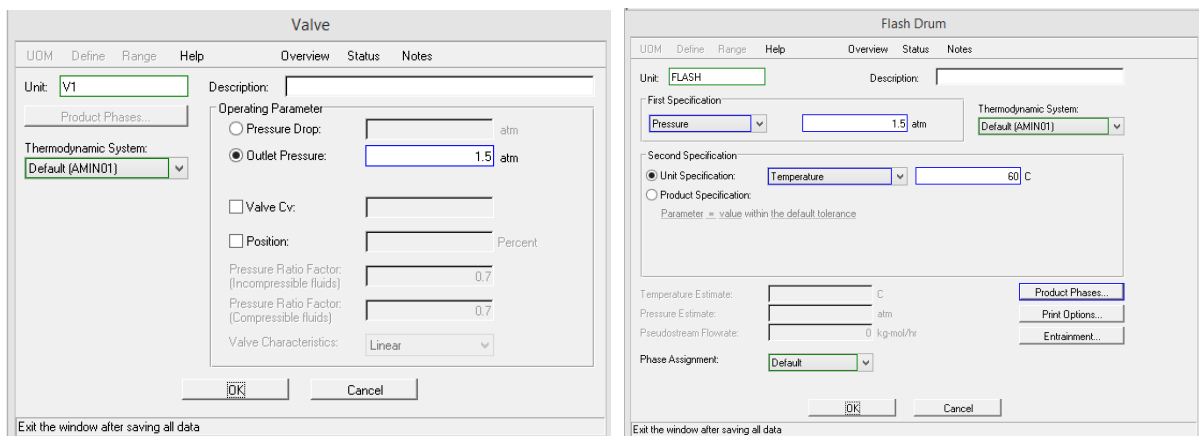 Valve
UOM Define Range Help Overview Status Notes
Unit: V1 Description:
Product Phases...
Thermodynamic System:
Default (AMIN01)
Operating Parameter
Pressure Drop: atm
Outlet Pressure: 1.5 atm
Valve Cv:
Position: Percent
Pressure Ratio Factor:
(Incompressible fluids) 0.7
Pressure Ratio Factor:
(Compressible fluids) 0.7
Valve Characteristics: Linear
OK Cancel
Exit the window after saving all data
Flash Drum
UOM Define Range Help Overview Status Notes
Unit: FLASH Description:
First Specification
Pressure 1.5 atm
Thermodynamic System:
Default (AMIN01)
Second Specification
Unit Specification: Temperature 60 C
Product Specification:
Parameter = value within the default tolerance
Temperature Estimate: C
Pressure Estimate: atm
Pseudostream Flowrate: 0 kg-mol/hr
Product Phases...
Print Options...
Entrainment...
Phase Assignment: Default
OK Cancel
Exit the window after saving all data